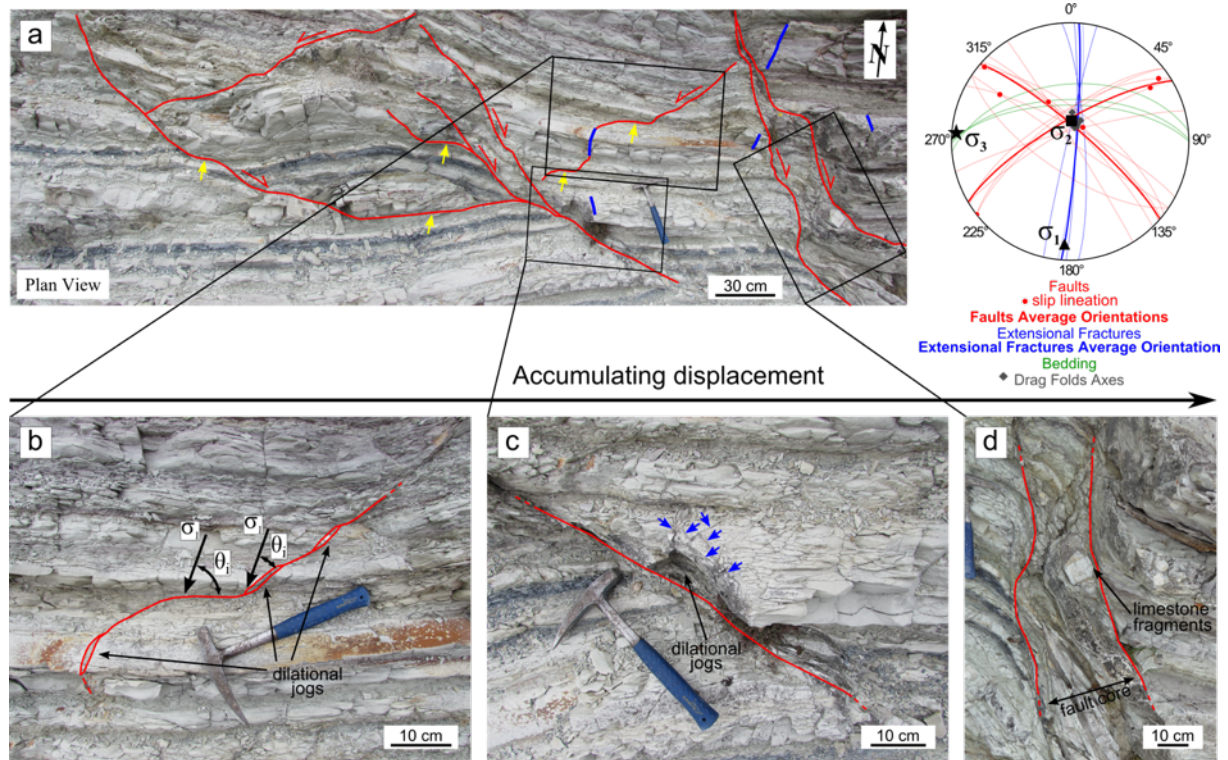 a
N
Plan View
30 cm
0°
45°
90°
135°
180°
225°
270°
315°
σ1
σ2
σ3
Faults
slip lineation
Faults Average Orientations
Extensional Fractures
Extensional Fractures Average Orientation
Bedding
Drag Folds Axes
Accumulating displacement
b
σi
σi
θi
θi
dilational
jogs
10 cm
c
dilational
jogs
10 cm
d
limestone
fragments
fault core
10 cm